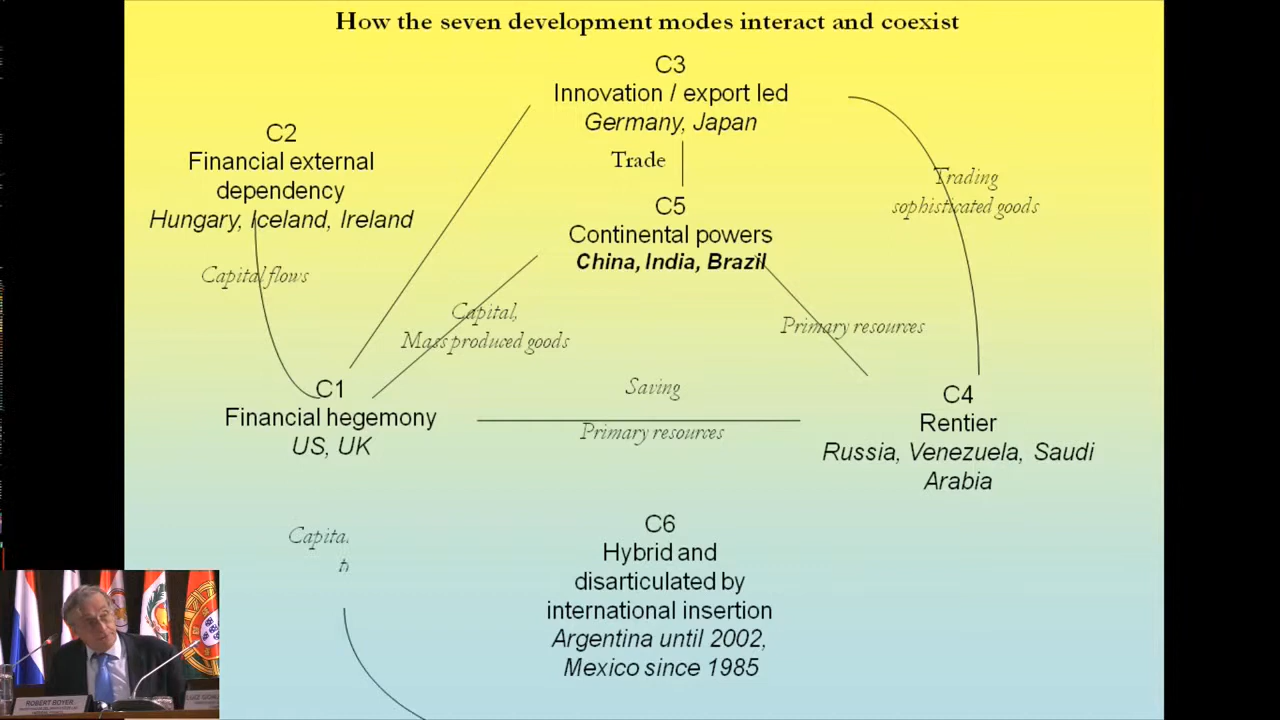 How the seven development modes interact and coexist
C3
Innovation / export led
Germany, Japan
C2
Financial external
dependency
Hungary, Iceland, Ireland
Trade
Trading
sophisticated goods
C5
Continental powers
China, India, Brazil
Capital flows
Capital,
Mass produced goods
Primary resources
C1
Financial hegemony
US, UK
Saving
Primary resources
C4
Rentier
Russia, Venezuela, Saudi
Arabia
C6
Hybrid and
disarticulated by
international insertion
Argentina until 2002,
Mexico since 1985
ROBERT BOYER